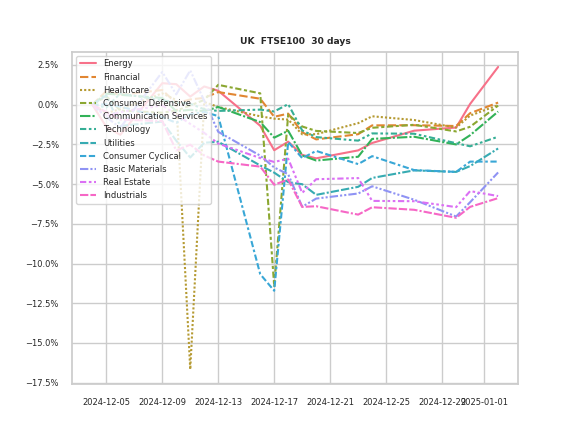 UK FTSE100 30 days
2.5%
0.0%
−2.5%
−5.0%
−7.5%
−10.0%
−12.5%
−15.0%
−17.5%
Energy
Financial
Healthcare
Consumer Defensive
Communication Services
Technology
Utilities
Consumer Cyclical
Basic Materials
Real Estate
Industrials
2024-12-05 2024-12-09 2024-12-13 2024-12-17 2024-12-21 2024-12-25 2024-12-29 2025-01-01